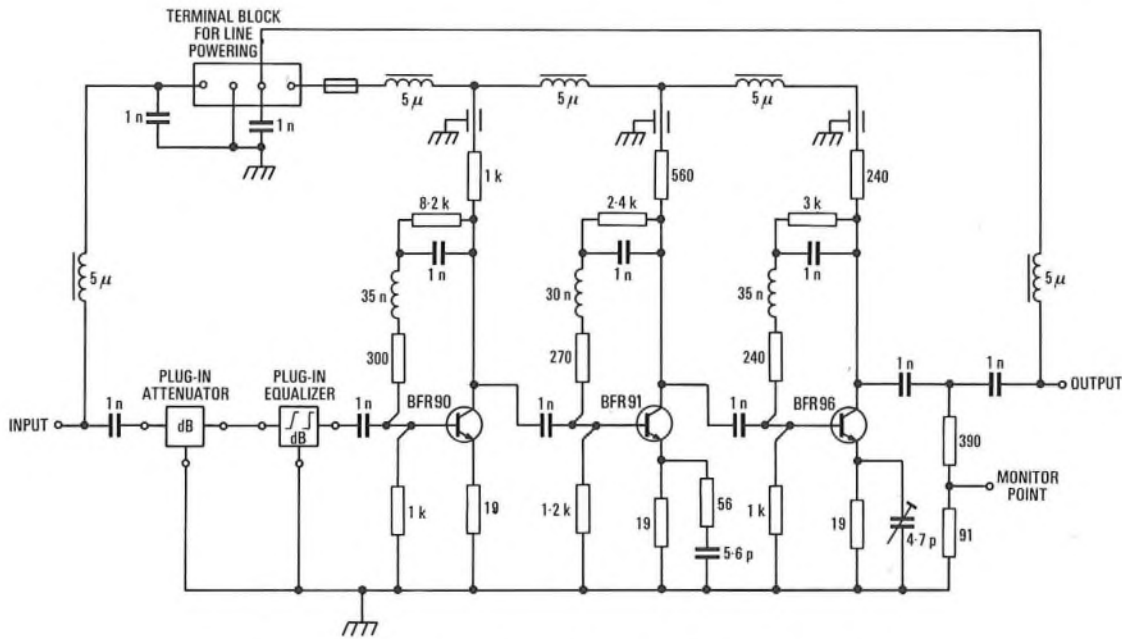 TERMINAL BLOCK
FOR LINE
POWERING
1 n
1 n
5 μ
5 μ
5 μ
1 k
560
240
8·2 k
2·4 k
3 k
1 n
1 n
1 n
5 μ
5 μ
35 n
30 n
35 n
300
270
240
PLUG-IN
ATTENUATOR
PLUG-IN
EQUALIZER
1 n
1 n
OUTPUT
BFR90
BFR91
BFR96
INPUT
1 n
dB
dB
1 n
1 n
1 n
390
MONITOR
POINT
1 k
19
1·2 k
19
56
5·6 p
1 k
19
4·7 p
91